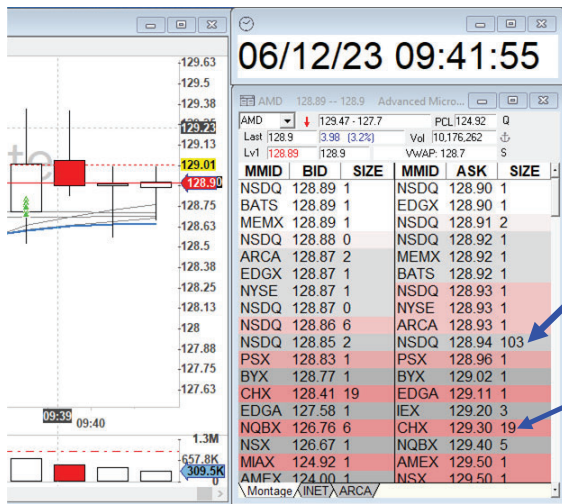 06/12/23 09:41:55
AMD 128.89 -- 128.9 Advanced Micro...
AMD 129.47 - 127.7 PCL 124.92 Q
Last 128.9 3.98 (3.2%) Vol 10,176,262
Lv1 128.89 128.9 VWAP: 128.7 S
MMID BID SIZE MMID ASK SIZE
NSDQ 128.89 1 NSDQ 128.90 1
BATS 128.89 1 EDGX 128.90 1
MEMX 128.89 1 NSDQ 128.91 2
NSDQ 128.88 0 NSDQ 128.92 1
ARCA 128.87 2 MEMX 128.92 1
EDGX 128.87 1 BATS 128.92 1
NYSE 128.87 1 NSDQ 128.93 1
NSDQ 128.87 0 NYSE 128.93 1
NSDQ 128.86 6 ARCA 128.93 1
NSDQ 128.85 2 NSDQ 128.94 103
PSX 128.83 1 PSX 128.96 1
BYX 128.77 1 BYX 129.02 1
CHX 128.41 19 EDGA 129.11 1
EDGA 127.58 1 IEX 129.20 3
NQBX 126.76 6 CHX 129.30 19
NSX 126.67 1 NQBX 129.40 5
MIAX 124.92 1 AMEX 129.50 1
AMEX 124.00 1 NSX 129.50 1
Montage INET ARCA
129.63
129.5
129.38
129.23
129.13
129.01
128.90
128.75
128.63
128.5
128.38
128.25
128.13
128
127.88
127.75
127.63
09:39 09:40
1.3M
657.8K
309.5K
0